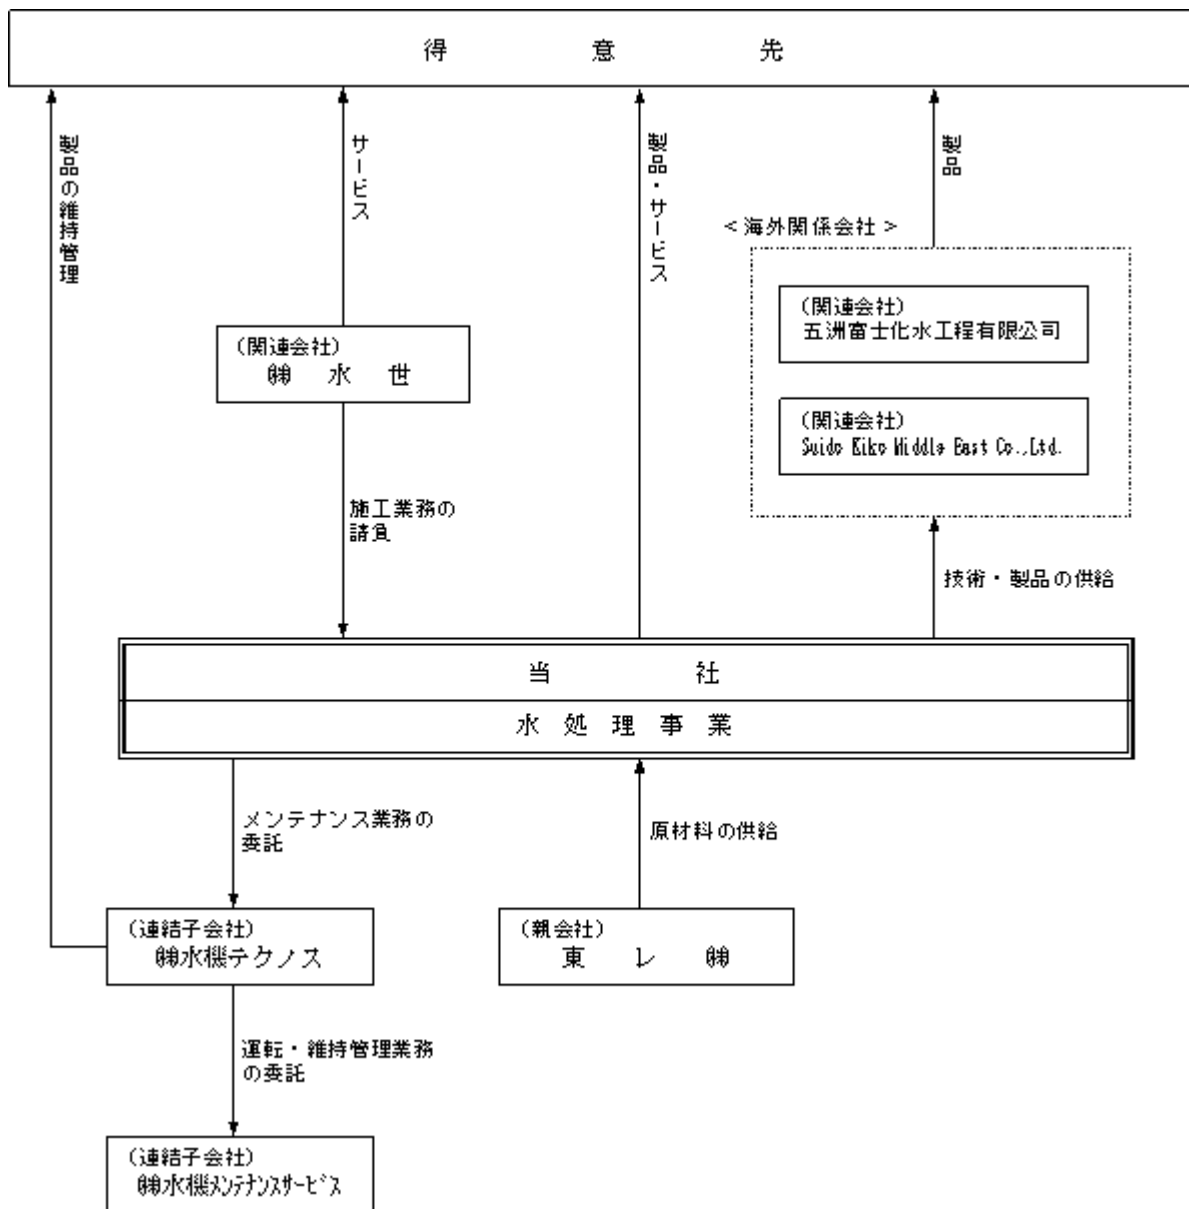 得意先
製品の維持管理
サービス
製品・サービス
製品
<海外関係会社>
(関連会社)
五洲富士化水工程有限公司
(関連会社)
㈱水世
(関連会社)
Suido Kiko Middle East Co.,Ltd.
施工業務の
請負
技術・製品の供給
当社
水処理事業
メンテナンス業務の
委託
原材料の供給
(連結子会社)
㈱水機テクノス
(親会社)
東レ㈱
運転・維持管理業務
の委託
(連結子会社)
㈱水機ﾒﾝﾃﾅﾝｽｻｰﾋﾞｽ